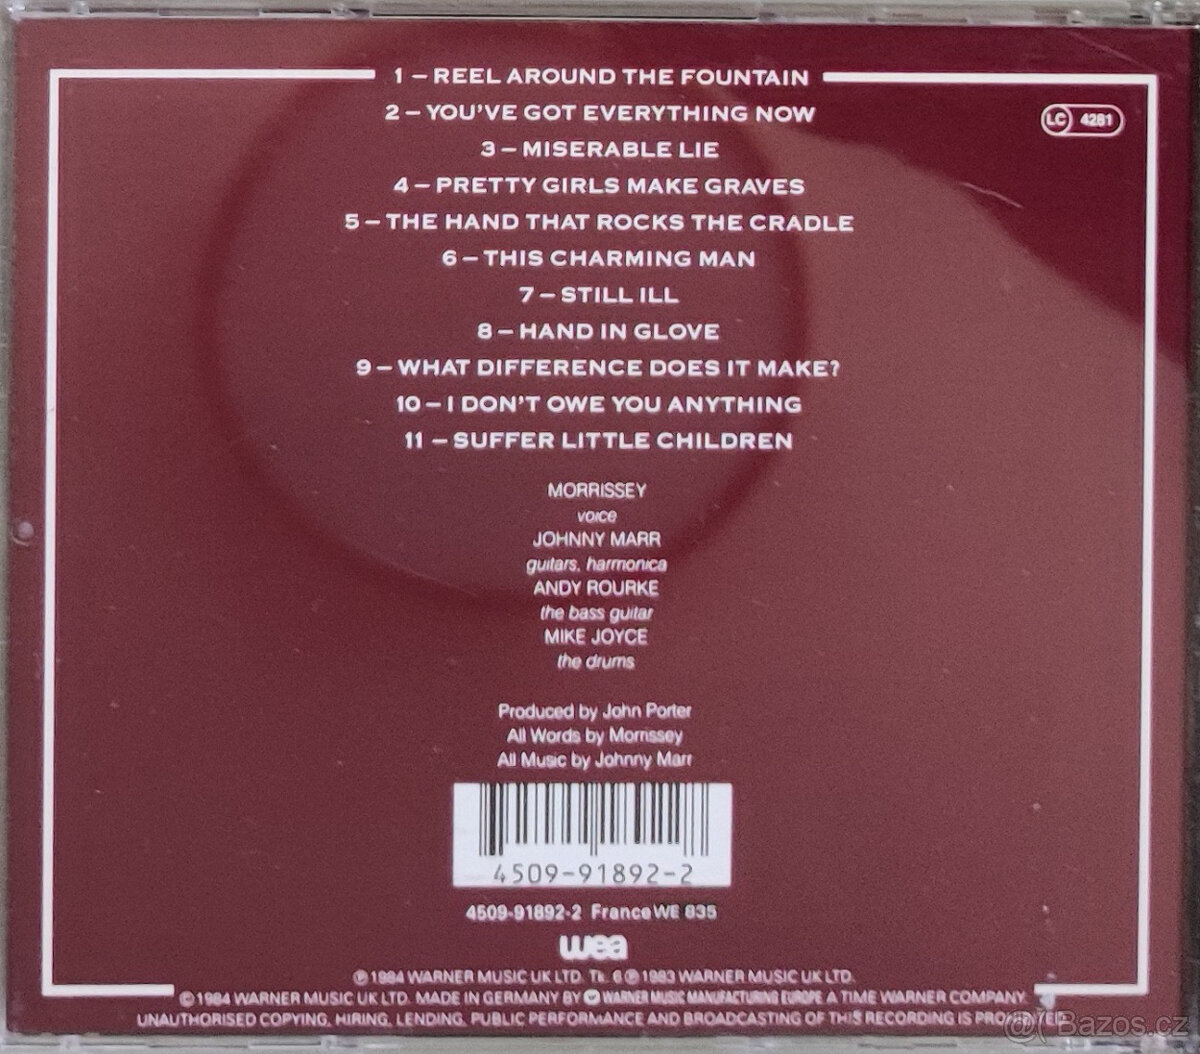 1 – REEL AROUND THE FOUNTAIN
2 – YOU'VE GOT EVERYTHING NOW
LC 4281
3 – MISERABLE LIE
4 – PRETTY GIRLS MAKE GRAVES
5 – THE HAND THAT ROCKS THE CRADLE
6 – THIS CHARMING MAN
7 – STILL ILL
8 – HAND IN GLOVE
9 – WHAT DIFFERENCE DOES IT MAKE?
10 – I DON'T OWE YOU ANYTHING
11 – SUFFER LITTLE CHILDREN
MORRISSEY
voice
JOHNNY MARR
guitars, harmonica
ANDY ROURKE
the bass guitar
MIKE JOYCE
the drums
Produced by John Porter
All Words by Morrissey
All Music by Johnny Marr
4509-91892-2
4509-91892-2 France WE 835
wea
℗ 1984 WARNER MUSIC UK LTD. Tk. 6 ℗ 1983 WARNER MUSIC UK LTD.
© 1984 WARNER MUSIC UK LTD. MADE IN GERMANY BY WARNER MUSIC MANUFACTURING EUROPE A TIME WARNER COMPANY.
UNAUTHORISED COPYING, HIRING, LENDING, PUBLIC PERFORMANCE AND BROADCASTING OF THIS RECORDING IS PROHIBITED
@( Bazos.cz